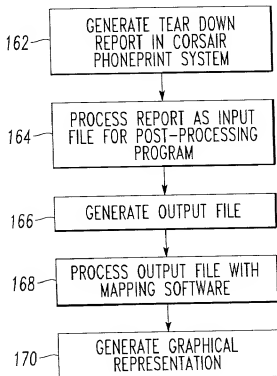 162
GENERATE TEAR DOWN
REPORT IN CORSAIR
PHONEPRINT SYSTEM
164
PROCESS REPORT AS INPUT
FILE FOR POST-PROCESSING
PROGRAM
166
GENERATE OUTPUT FILE
168
PROCESS OUTPUT FILE WITH
MAPPING SOFTWARE
170
GENERATE GRAPHICAL
REPRESENTATION